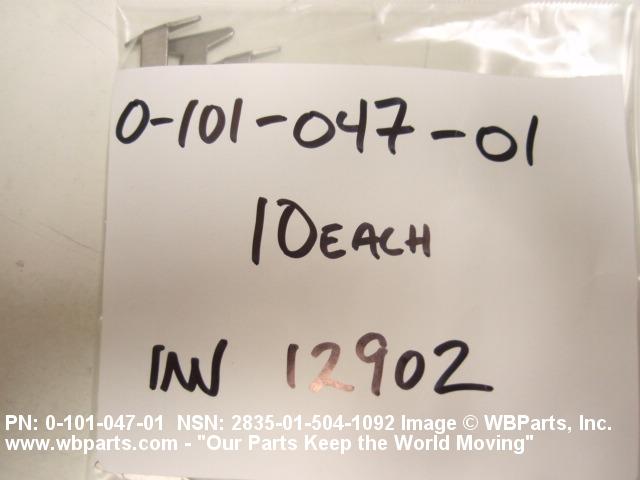 0-101-047-01
10EACH
INV 12902
PN: 0-101-047-01 NSN: 2835-01-504-1092 Image © WBParts, Inc.
www.wbparts.com - "Our Parts Keep the World Moving"